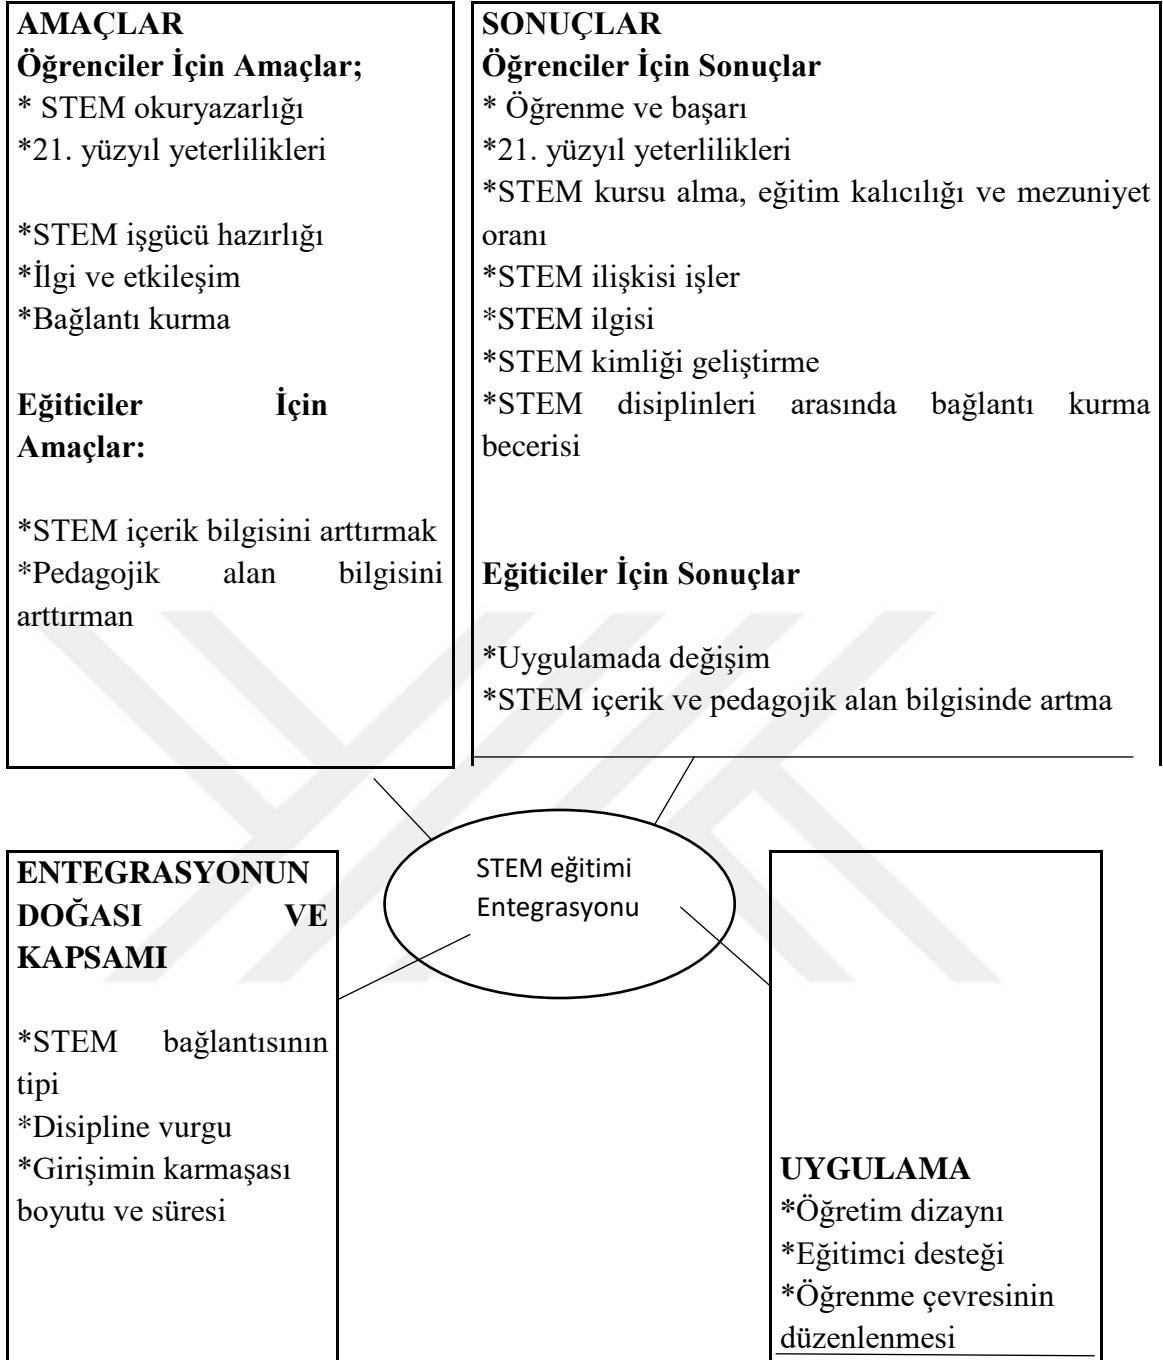 AMAÇLAR
Öğrenciler İçin Amaçlar;
* STEM okuryazarlığı
*21. yüzyıl yeterlilikleri
*STEM işgücü hazırlığı
*İlgi ve etkileşim
*Bağlantı kurma
Eğiticiler İçin
Amaçlar:
*STEM içerik bilgisini arttırmak
*Pedagojik alan bilgisini
arttırman
SONUÇLAR
Öğrenciler İçin Sonuçlar
* Öğrenme ve başarı
*21. yüzyıl yeterlilikleri
*STEM kursu alma, eğitim kalıcılığı ve mezuniyet
oranı
*STEM ilişkisi işler
*STEM ilgisi
*STEM kimliği geliştirme
*STEM disiplinleri arasında bağlantı kurma
becerisi
Eğiticiler İçin Sonuçlar
*Uygulamada değişim
*STEM içerik ve pedagojik alan bilgisinde artma
STEM eğitimi
Entegrasyonu
ENTEGRASYONUN
DOĞASI VE
KAPSAMI
*STEM bağlantısının
tipi
*Disipline vurgu
*Girişimin karmaşası
boyutu ve süresi
UYGULAMA
*Öğretim dizaynı
*Eğitimci desteği
*Öğrenme çevresinin
düzenlenmesi